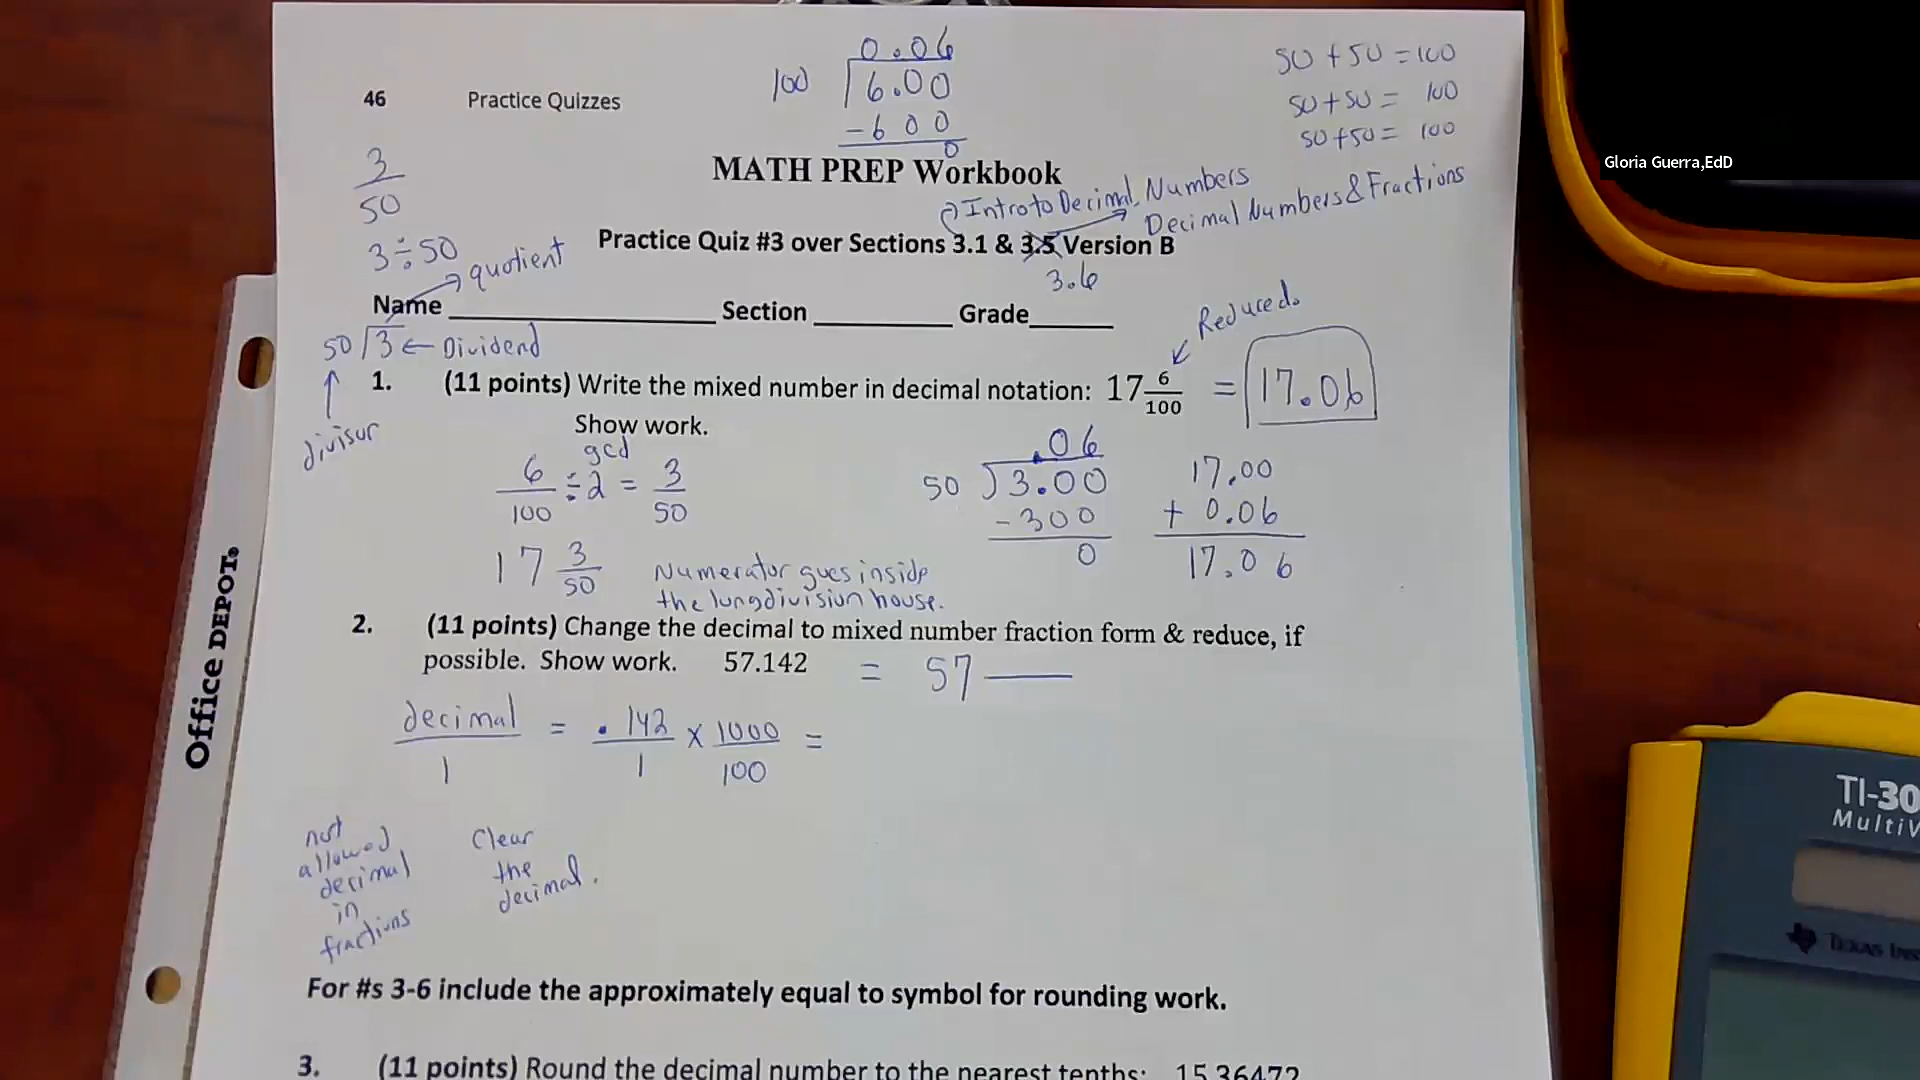 0.06
100 6.00
- 6 0 0
0
50 + 50 = 100
50 + 50 = 100
50 + 50 = 100
46 Practice Quizzes
Gloria Guerra,EdD
3
50
MATH PREP Workbook
Intro to Decimal Numbers
Decimal Numbers & Fractions
Practice Quiz #3 over Sections 3.1 & 3.5 Version B
3.6
3 ÷ 50
quotient
Name Section Grade
Reduced.
50 3 ← Dividend
divisor
1. (11 points) Write the mixed number in decimal notation: 17 6/100 = 17.06
Show work.
gcd
6/100 ÷ 2 = 3/50
17 3/50
Numerator goes inside
the long division house.
.06
50 3.00
- 300
0
17.00
+ 0.06
17.06
2. (11 points) Change the decimal to mixed number fraction form & reduce, if
possible. Show work. 57.142 = 57
decimal/1 = .142/1 x 1000/100 =
not
allowed
decimal
in
fractions
Clear
the
decimal.
For #s 3-6 include the approximately equal to symbol for rounding work.
3. (11 points) Round the decimal number to the nearest tenths: 15.36472
Office DEPOT
TI-30
MultiV
TEXAS INS